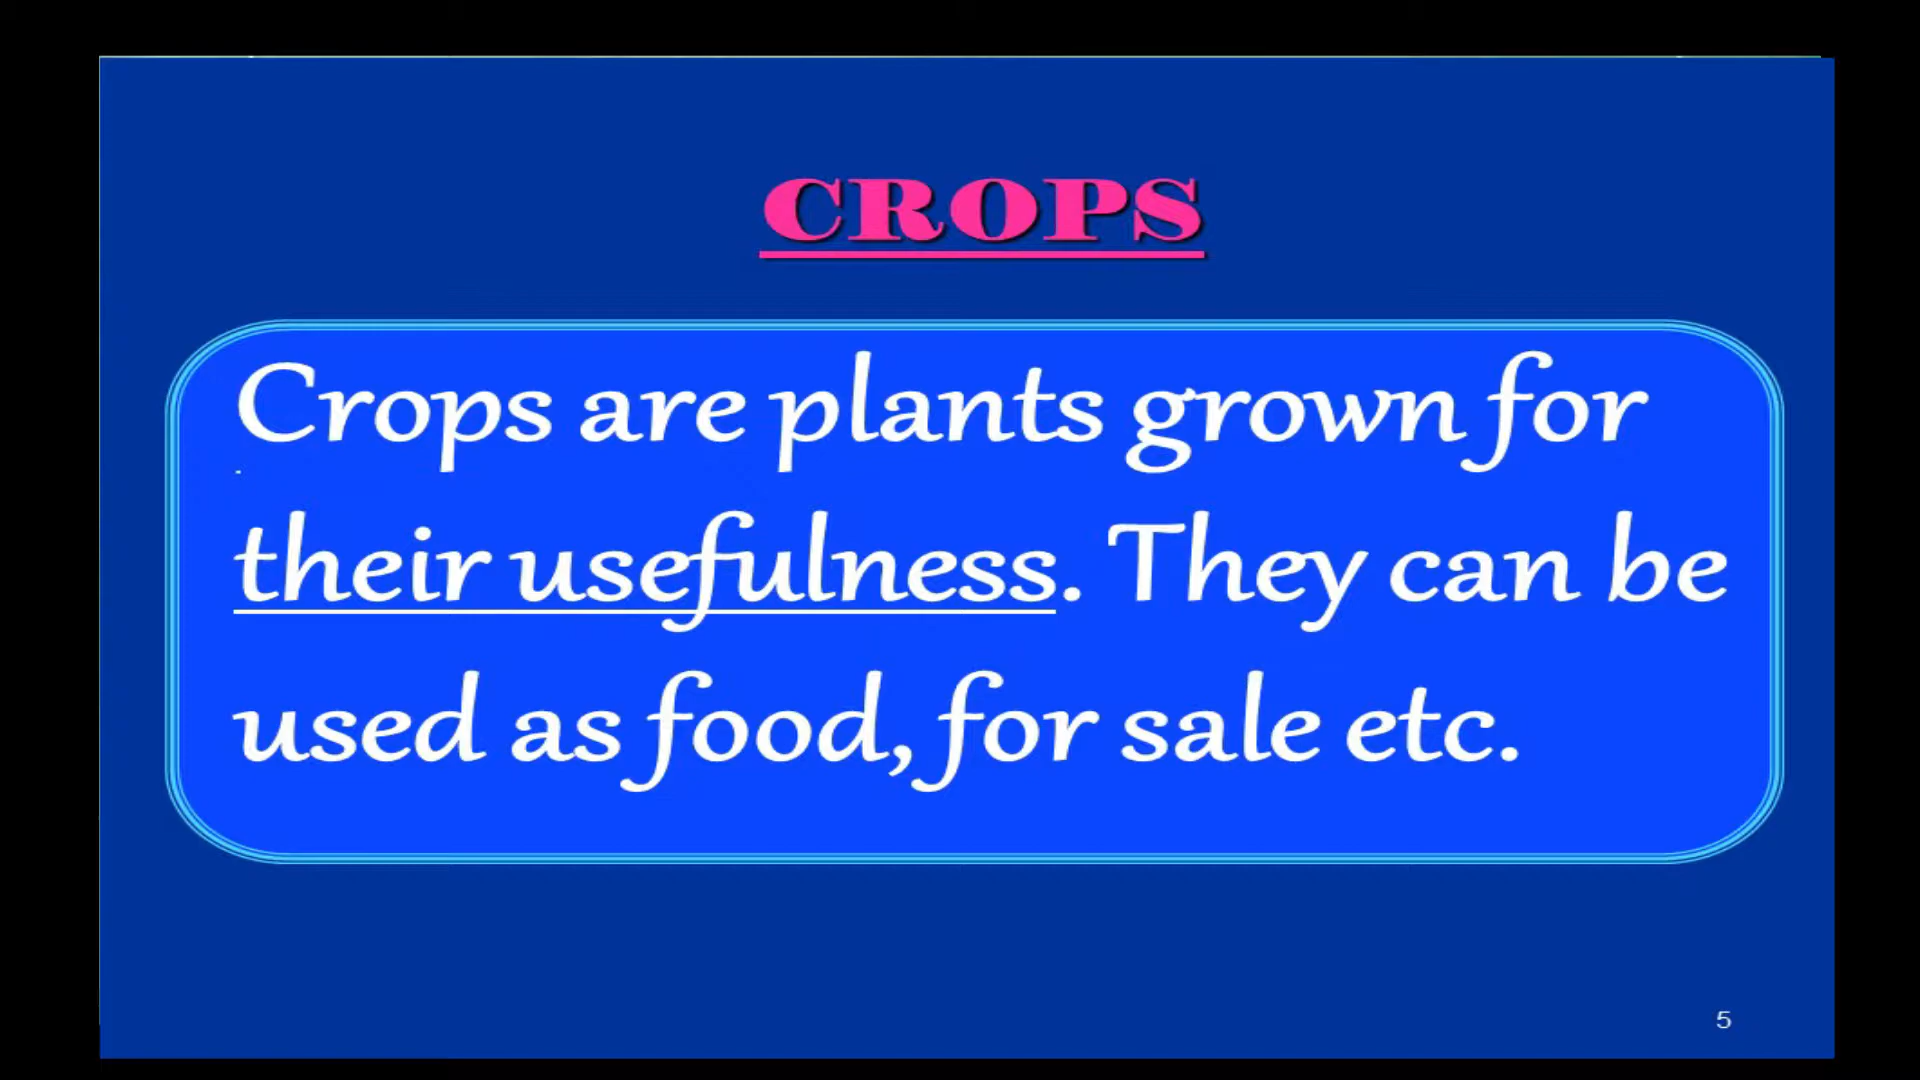 CROPS
Crops are plants grown for
their usefulness. They can be
used as food, for sale etc.
5